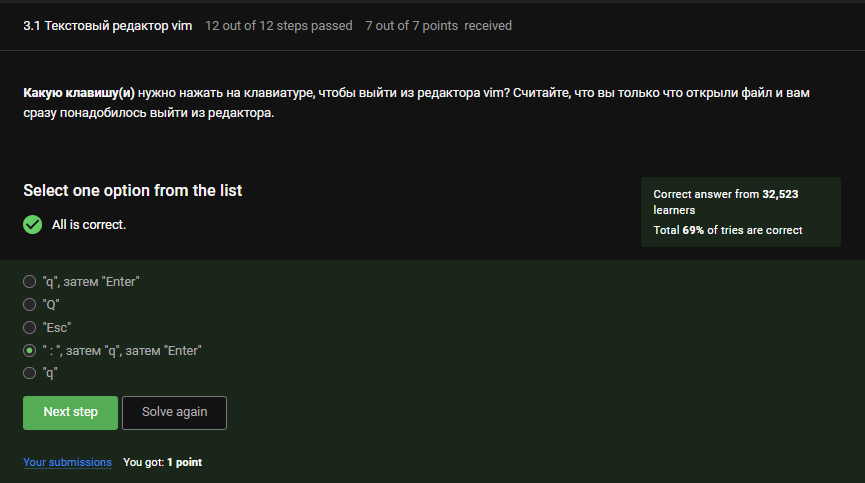 3.1 Текстовый редактор vim 12 out of 12 steps passed 7 out of 7 points received
Какую клавишу(и) нужно нажать на клавиатуре, чтобы выйти из редактора vim? Считайте, что вы только что открыли файл и вам
сразу понадобилось выйти из редактора.
Select one option from the list
All is correct.
Correct answer from 32,523
learners
Total 69% of tries are correct
"q", затем "Enter"
"Q"
"Esc"
" : ", затем "q", затем "Enter"
"q"
Next step Solve again
Your submissions You got: 1 point